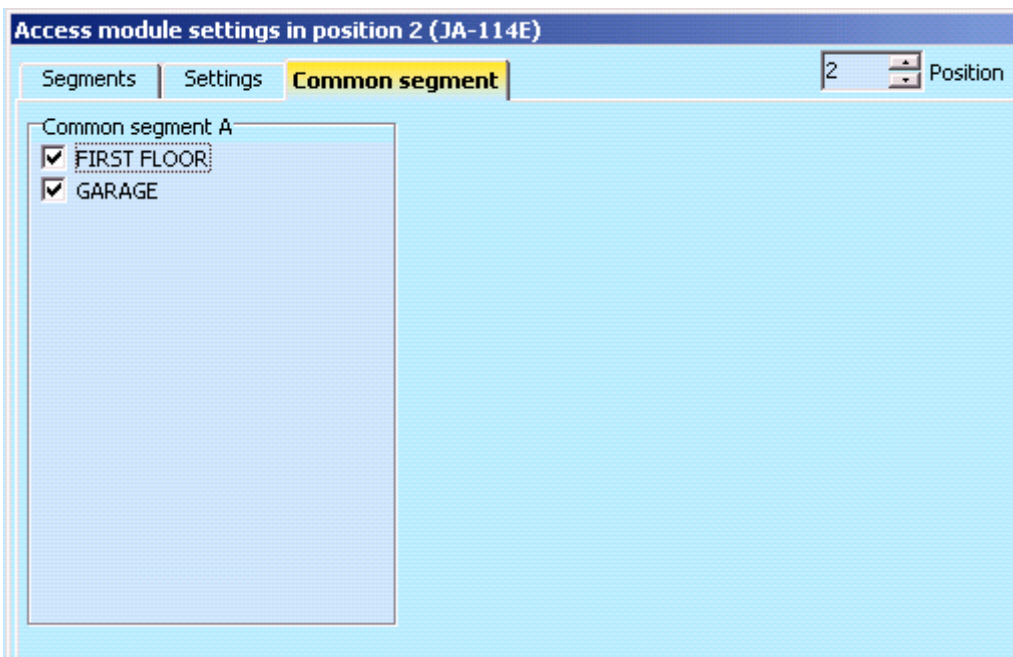 Access module settings in position 2 (JA-114E)
Segments Settings Common segment 2 Position
Common segment A
FIRST FLOOR
GARAGE